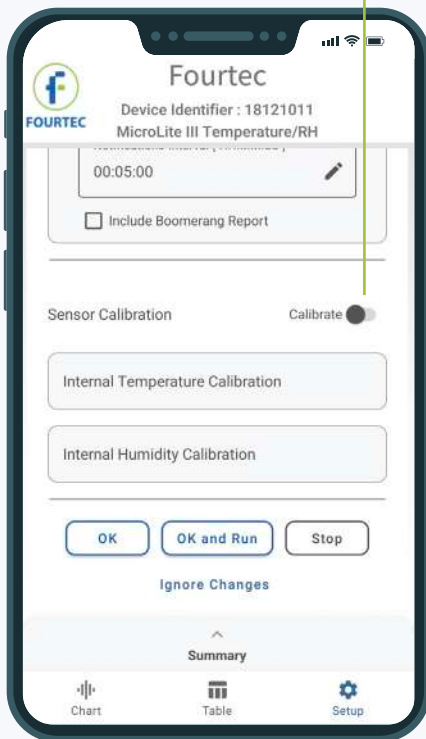 FOURTEC
Fourtec
Device Identifier : 18121011
MicroLite III Temperature/RH
00:05:00
Include Boomerang Report
Sensor Calibration
Calibrate
Internal Temperature Calibration
Internal Humidity Calibration
OK
OK and Run
Stop
Ignore Changes
Summary
Chart
Table
Setup